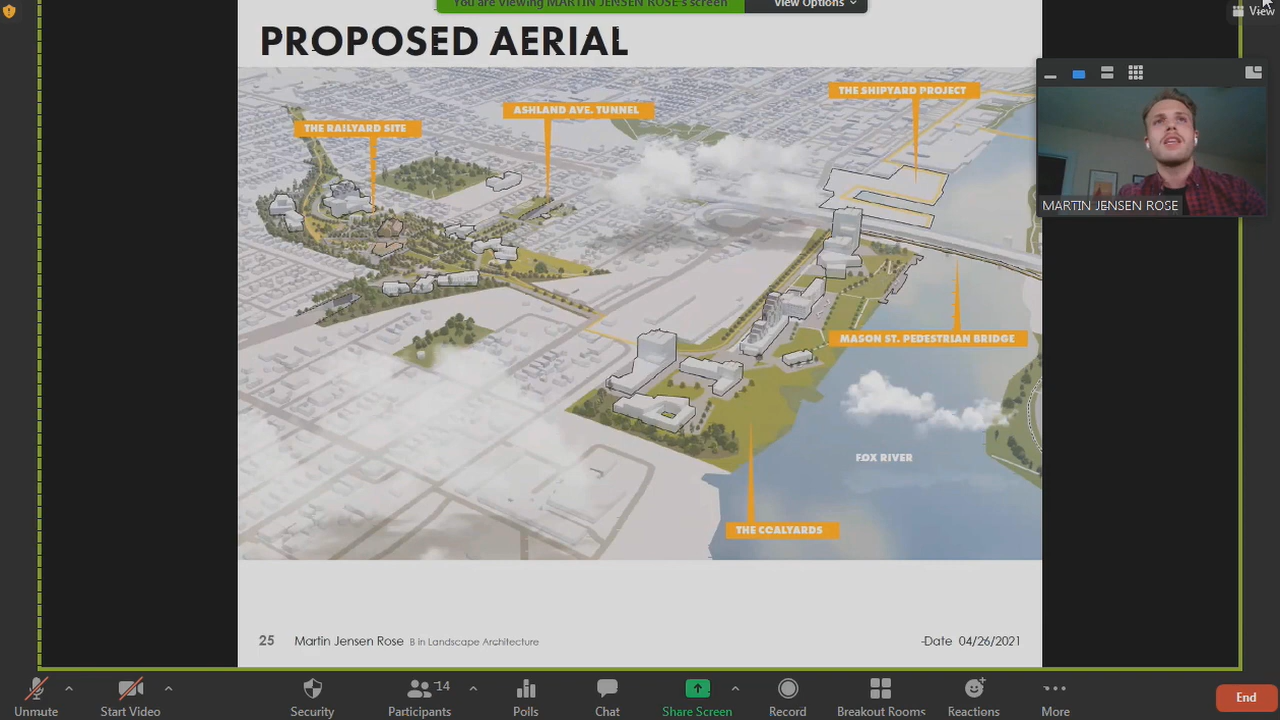 You are viewing MARTIN JENSEN ROSE's screen
View Options
View
PROPOSED AERIAL
THE SHIPYARD PROJECT
ASHLAND AVE. TUNNEL
THE RAILYARD SITE
MARTIN JENSEN ROSE
MASON ST. PEDESTRIAN BRIDGE
FOX RIVER
THE COALYARDS
25 Martin Jensen Rose B in Landscape Architecture
-Date 04/26/2021
14
Unmute
Start Video
Security
Participants
Polls
Chat
Share Screen
Record
Breakout Rooms
Reactions
More
End